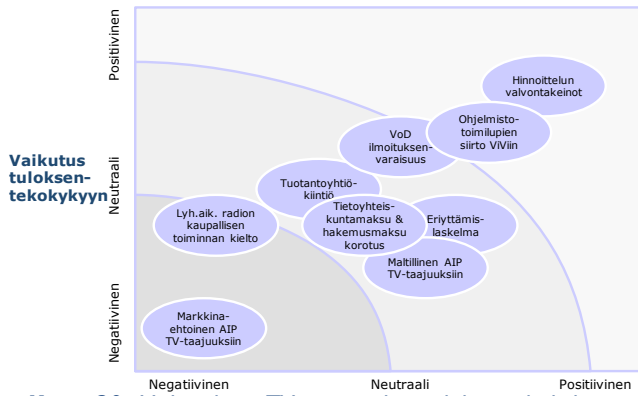 Positiivinen
Neutraali
Negatiivinen
Vaikutus
tuloksen-
tekokykyyn
Hinnoittelun
valvontakeinot
Ohjelmisto-
toimilupien
siirto ViViin
VoD
ilmoituksen-
varaisuus
Tuotantoyhtiö-
kiintiö
Tietoyhteis-
kuntamaksu &
hakemusmaksu
korotus
Eriyttämis-
laskelma
Lyh.aik. radion
kaupallisen
toiminnan kielto
Maltillinen AIP
TV-taajuuksiin
Markkina-
ehtoinen AIP
TV-taajuuksiin
Negatiivinen
Neutraali
Positiivinen